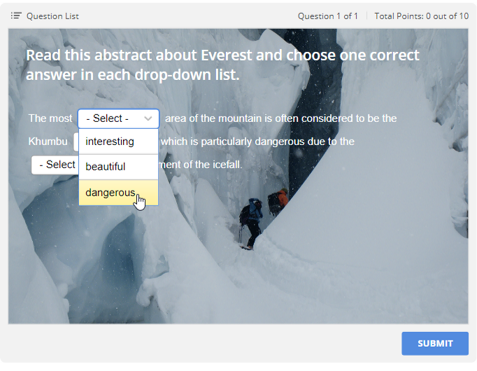 Question List
Question 1 of 1 Total Points: 0 out of 10
Read this abstract about Everest and choose one correct
answer in each drop-down list.
The most - Select - area of the mountain is often considered to be the
Khumbu which is particularly dangerous due to the
- Select ment of the icefall.
interesting
beautiful
dangerous
SUBMIT